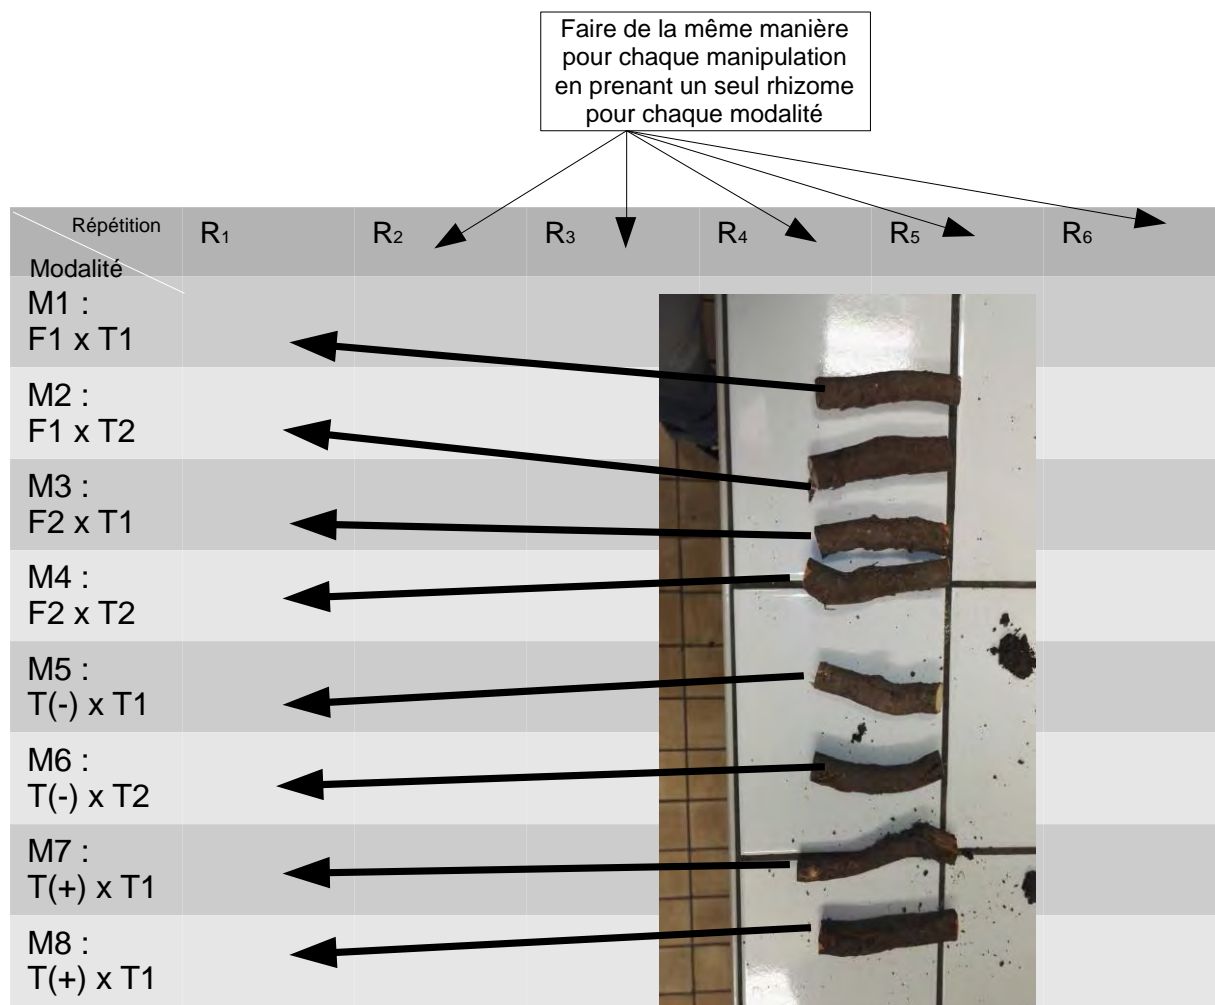 Faire de la même manière
pour chaque manipulation
en prenant un seul rhizome
pour chaque modalité
Répétition
Modalité
R1
R2
R3
R4
R5
R6
M1 :
F1 x T1
M2 :
F1 x T2
M3 :
F2 x T1
M4 :
F2 x T2
M5 :
T(-) x T1
M6 :
T(-) x T2
M7 :
T(+) x T1
M8 :
T(+) x T1